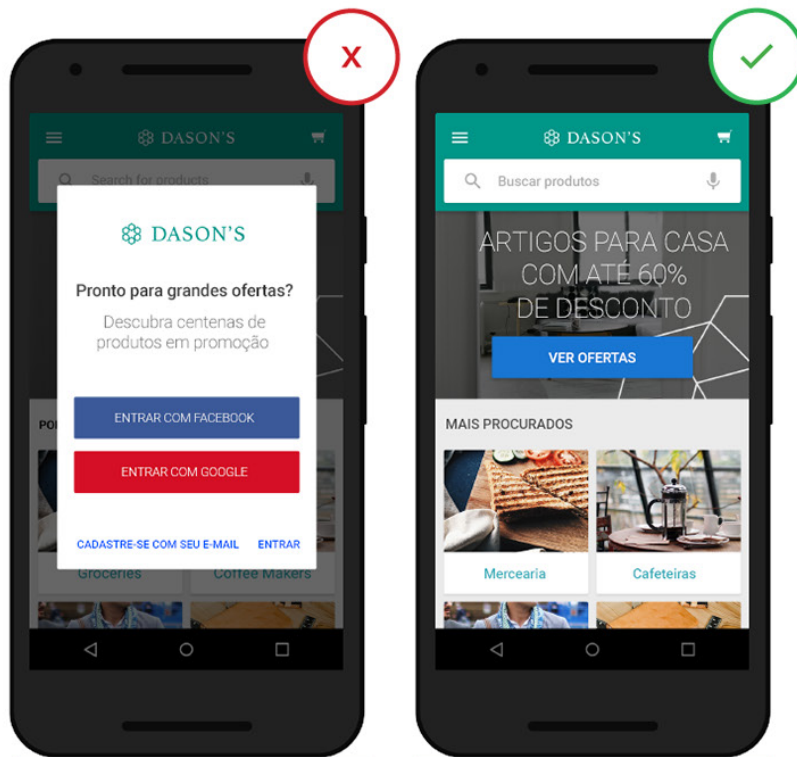 X
DASON'S
Search for products
DASON'S
Pronto para grandes ofertas?
Descubra centenas de
produtos em promoção
ENTRAR COM FACEBOOK
ENTRAR COM GOOGLE
CADASTRE-SE COM SEU E-MAIL ENTRAR
Groceries Coffee Makers
DASON'S
Buscar produtos
ARTIGOS PARA CASA
COM ATÉ 60%
DE DESCONTO
VER OFERTAS
MAIS PROCURADOS
Mercearia Cafeteiras